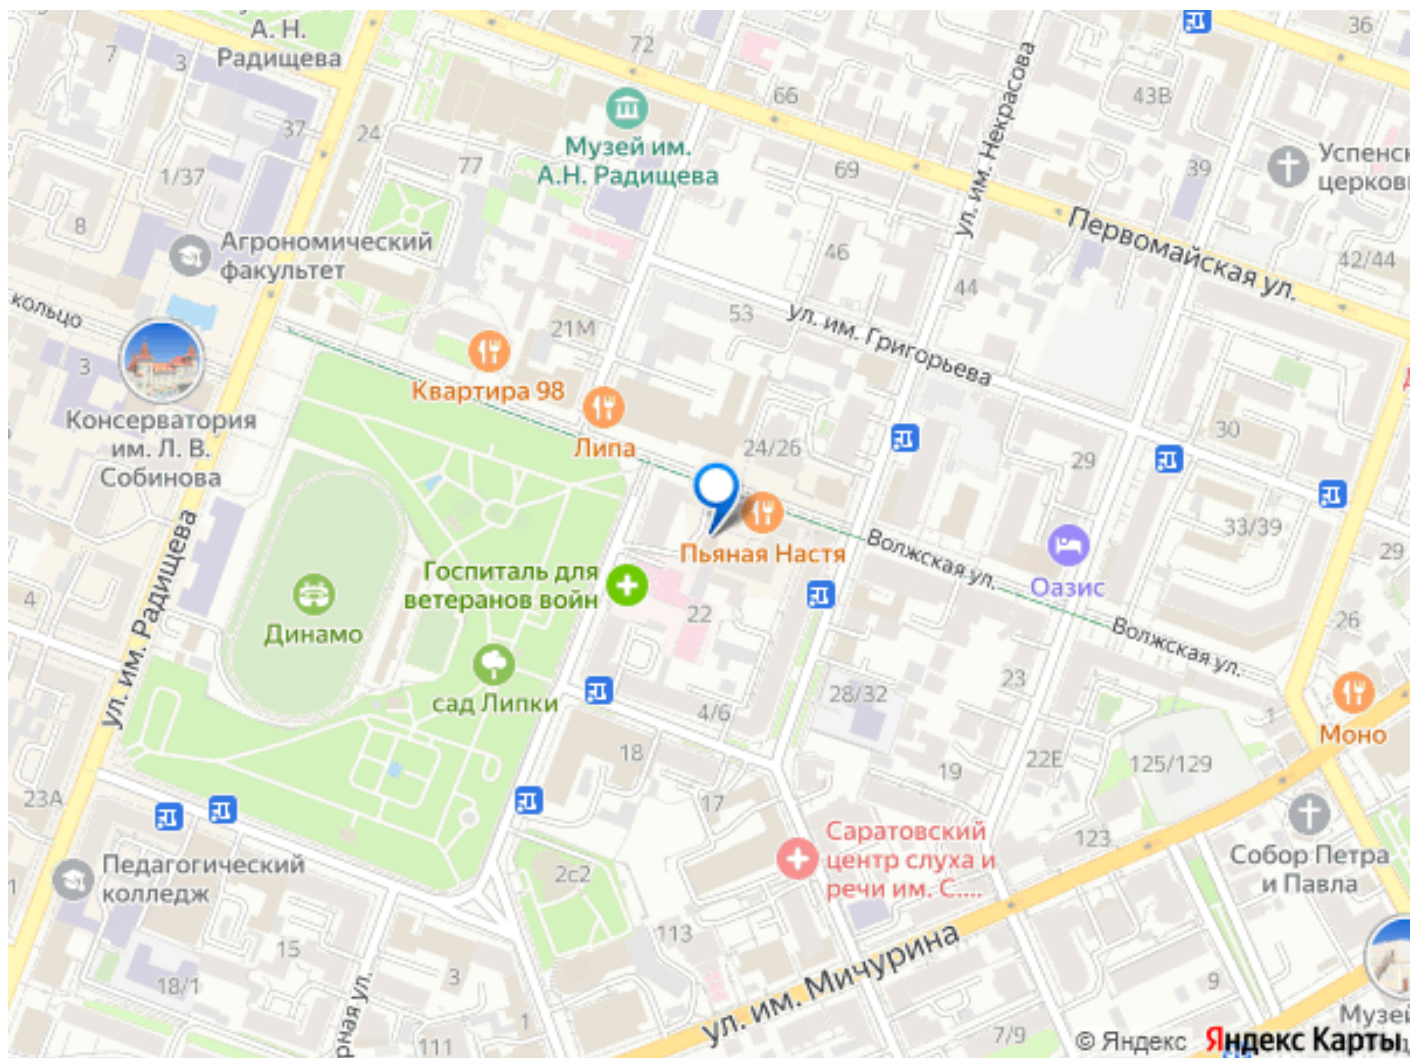 А. Н.
Радищева
36
72
7
3
66
43В
ул. им. Некрасова
37
24
Музей им.
А.Н. Радищева
77
1/37
69
39
Успенск
церковь
8
Агрономический
факультет
46
Первомайская ул.
42/44
44
кольцо
21М
53
ул. им. Григорьева
3
Квартира 98
Консерватория
им. Л. В.
Собинова
Липа
24/26
29
30
33/39
Волжская ул.
29
Пьяная Настя
Оазис
ул. им. Радищева
Госпиталь для
ветеранов войн
4
22
Динамо
26
Волжская ул.
сад Липки
4/6
28/32
23
1
Моно
18
22Е
125/129
23А
17
19
Саратовский
центр слуха и
речи им. С....
123
Собор Петра
и Павла
Педагогический
колледж
2с2
1
113
15
ул. им. Мичурина
18/1
3
9
рная ул.
1
111
7/9
Музей
© Яндекс
Яндекс Карты